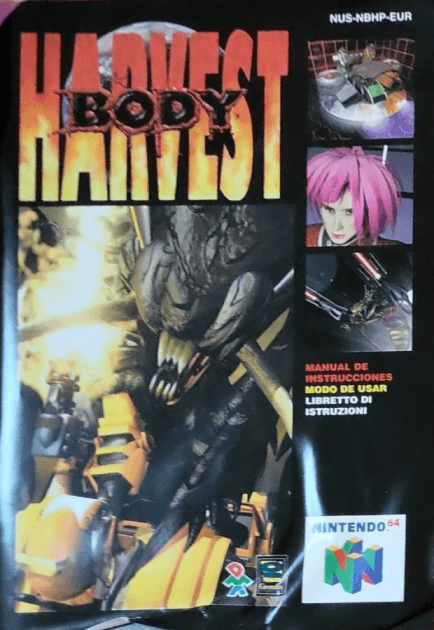 NUS-NBHP-EUR
BODY
HARVEST
MANUAL DE
INSTRUCCIONES
MODO DE USAR
LIBRETTO DI
ISTRUZIONI
NINTENDO 64